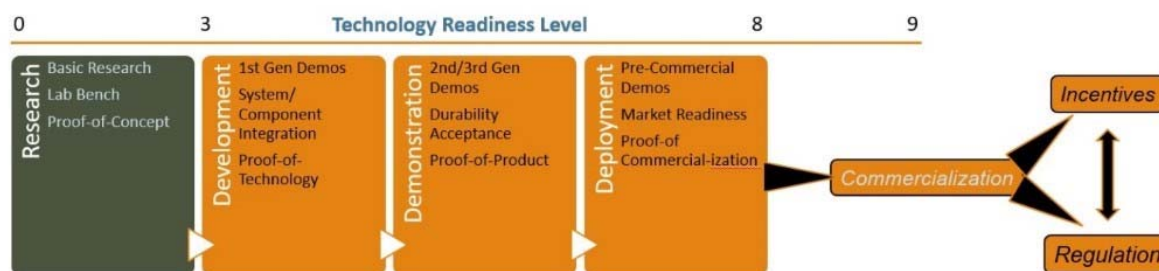 0 3 Technology Readiness Level 8 9
Research
Basic Research
Lab Bench
Proof-of-Concept
Development
1st Gen Demos
System/
Component
Integration
Proof-of-
Technology
Demonstration
2nd/3rd Gen
Demos
Durability
Acceptance
Proof-of-Product
Deployment
Pre-Commercial
Demos
Market Readiness
Proof-of
Commercial-ization
Commercialization
Incentives
Regulation